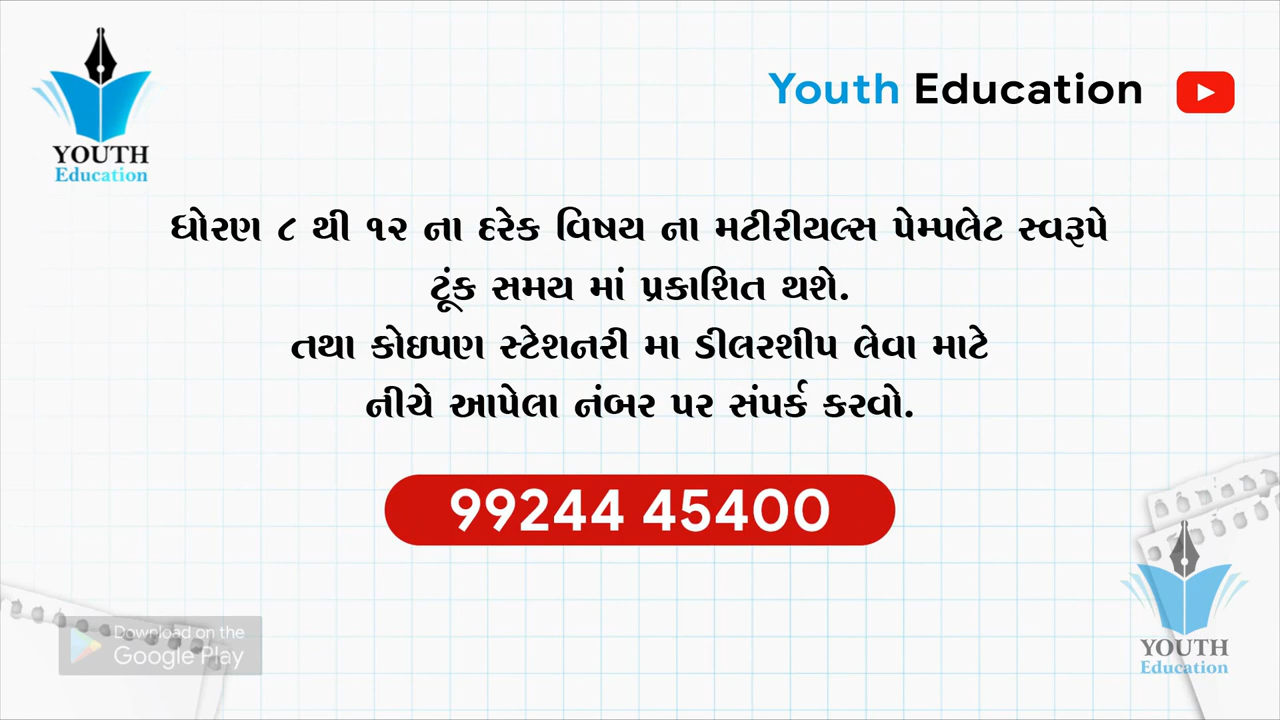 YOUTH
Education
Youth Education
ધોરણ ૮ થી ૧૨ ના દરેક વિષય ના મટીરીયલ્સ પેમ્પલેટ સ્વરૂપે
ટૂંક સમય માં પ્રકાશિત થશે.
તથા કોઇપણ સ્ટેશનરી મા ડીલરશીપ લેવા માટે
નીચે આપેલા નંબર પર સંપર્ક કરવો.
99244 45400
Download on the
Google Play
YOUTH
Education